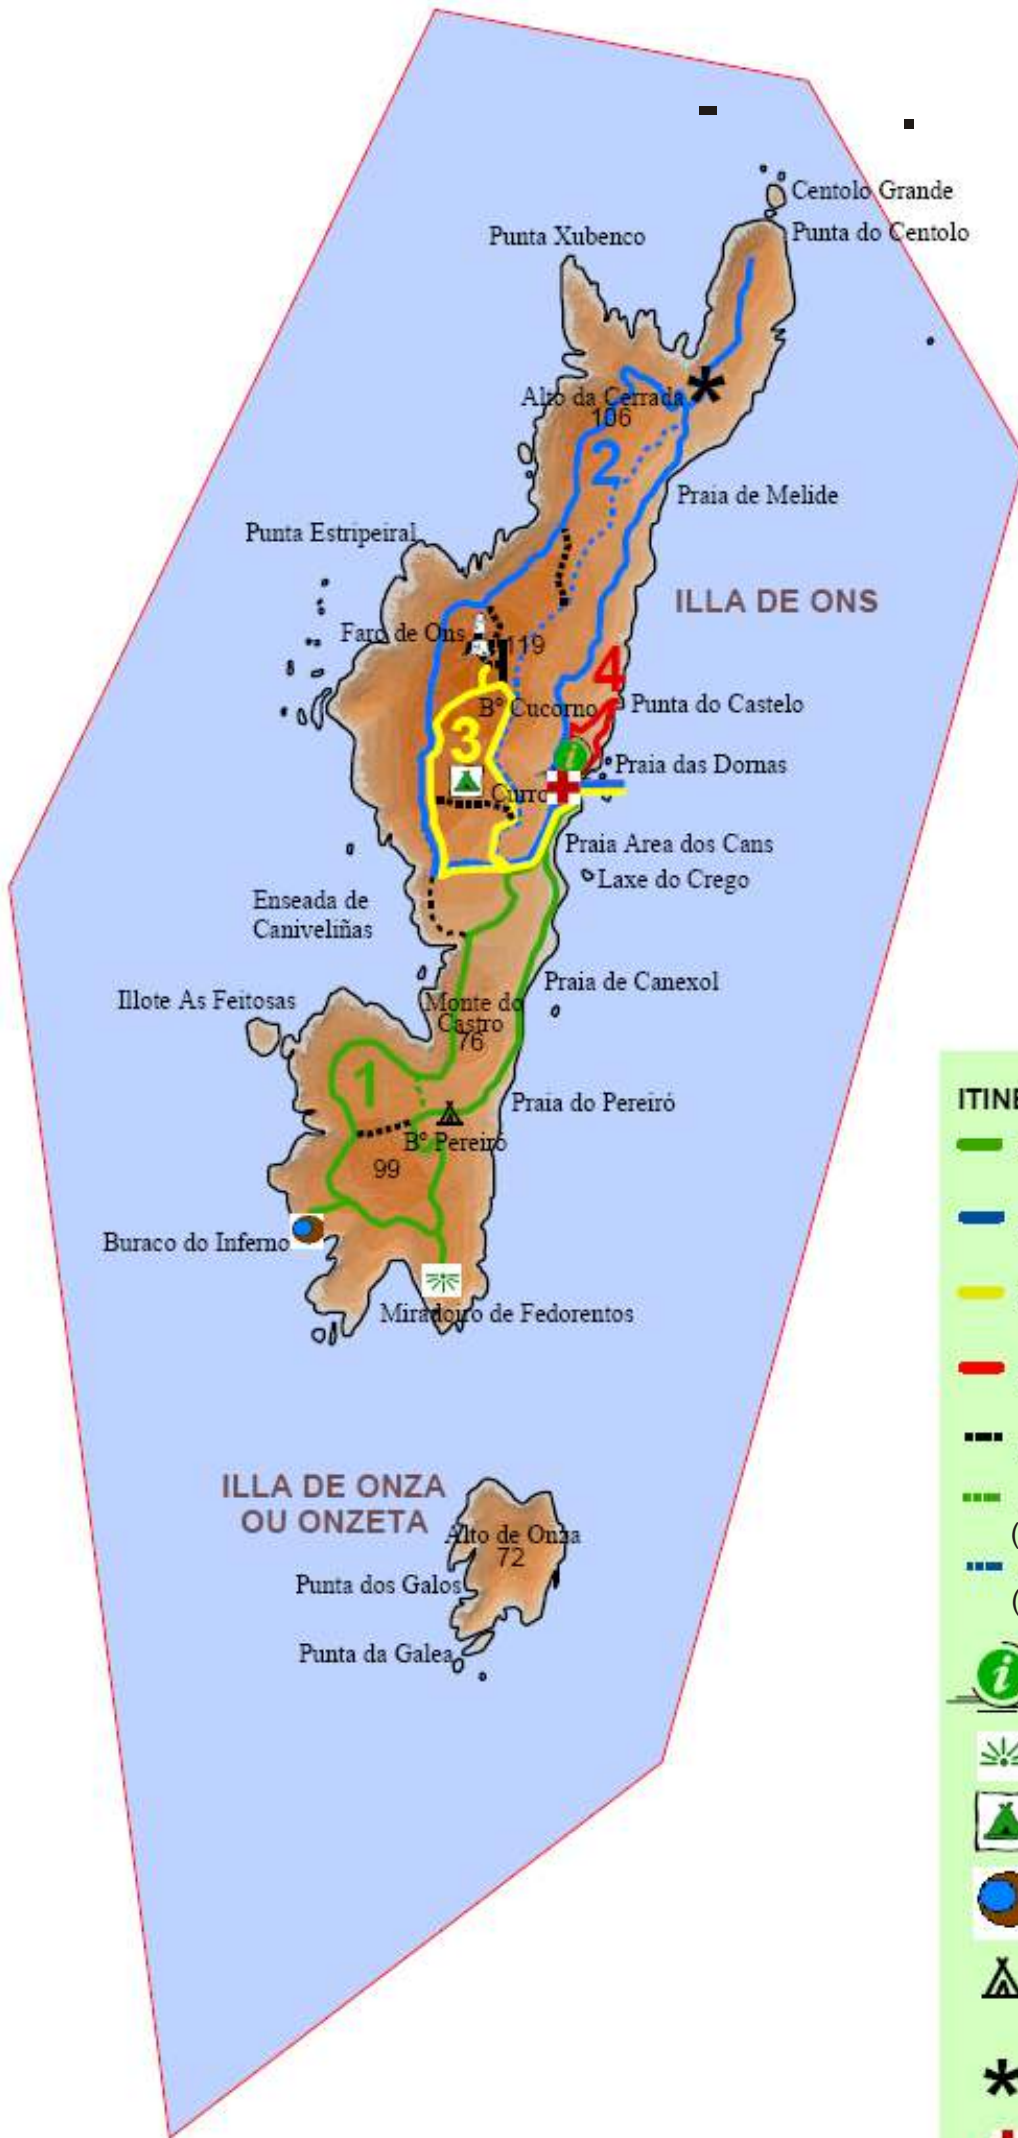 Centolo Grande
Punta do Centolo
Punta Xubenco
Alto da Cerrada
106
2
Praia de Melide
Punta Estripeiral
ILLA DE ONS
Faro de Ons
119
4
Bº Cucorno
Punta do Castelo
3
Praia das Dornas
Curro
Praia Area dos Cans
Laxe do Crego
Enseada de
Caniveliñas
Praia de Canexol
Illote As Feitosas
Monte do
Castro
76
1
Praia do Pereiró
Bº Pereiró
99
Buraco do Inferno
Miradoiro de Fedorentos
ILLA DE ONZA
OU ONZETA
Alto de Onza
72
Punta dos Galos
Punta da Galea
ITINE
(
(
i